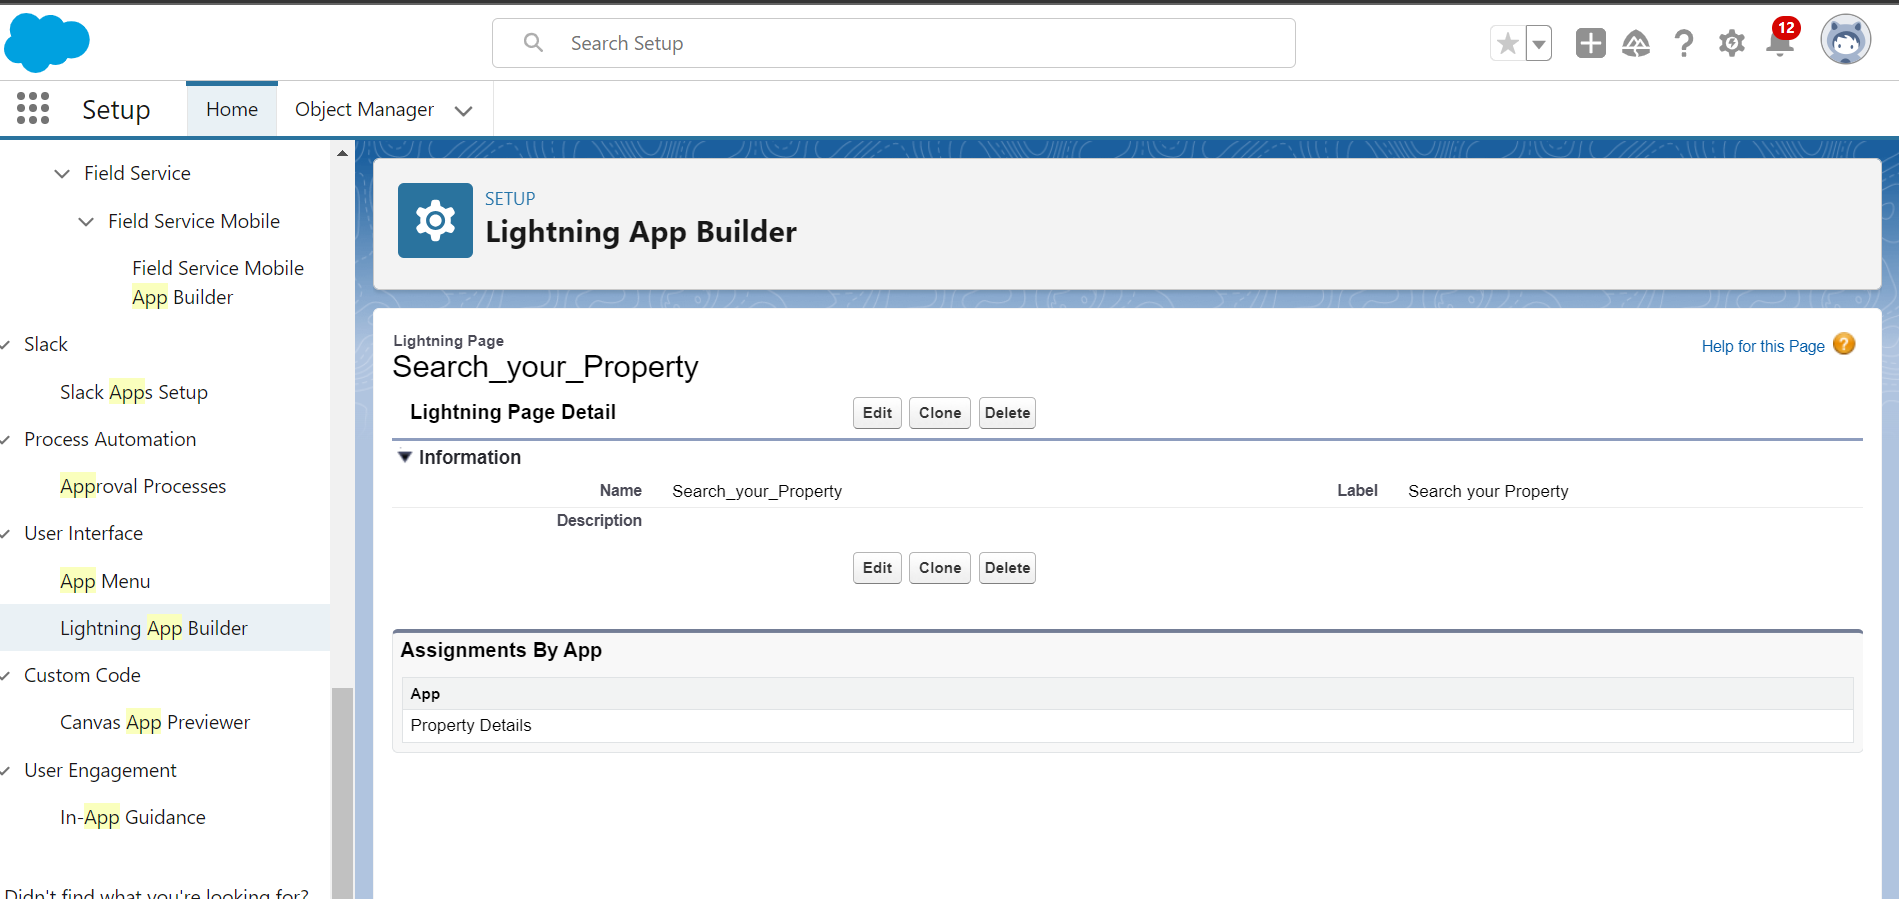 Search Setup
12
Setup
Home
Object Manager
Field Service
Field Service Mobile
Field Service Mobile
App Builder
Slack
Slack Apps Setup
Process Automation
Approval Processes
User Interface
App Menu
Lightning App Builder
Custom Code
Canvas App Previewer
User Engagement
In-App Guidance
Didn't find what you're looking for?
SETUP
Lightning App Builder
Lightning Page
Search_your_Property
Help for this Page ?
Lightning Page Detail
Edit Clone Delete
Information
Name Search_your_Property Label Search your Property
Description
Edit Clone Delete
Assignments By App
App
Property Details